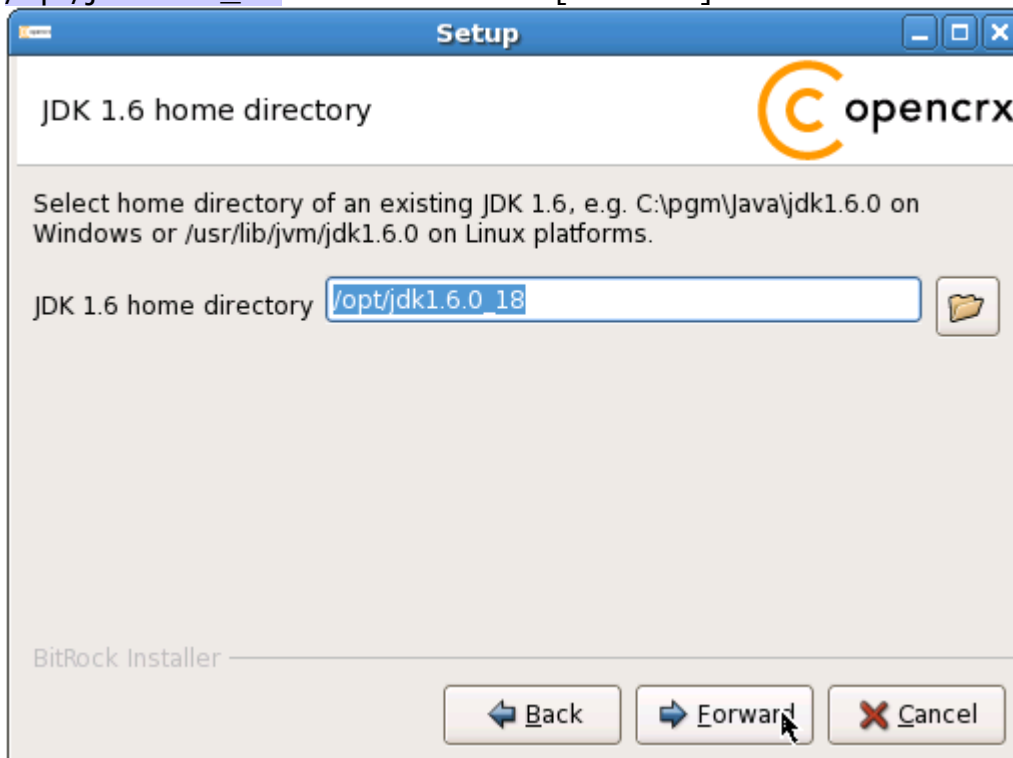 Setup
JDK 1.6 home directory
opencrx
Select home directory of an existing JDK 1.6, e.g. C:\pgm\Java\jdk1.6.0 on
Windows or /usr/lib/jvm/jdk1.6.0 on Linux platforms.
JDK 1.6 home directory /opt/jdk1.6.0_18
BitRock Installer
Back Forward Cancel